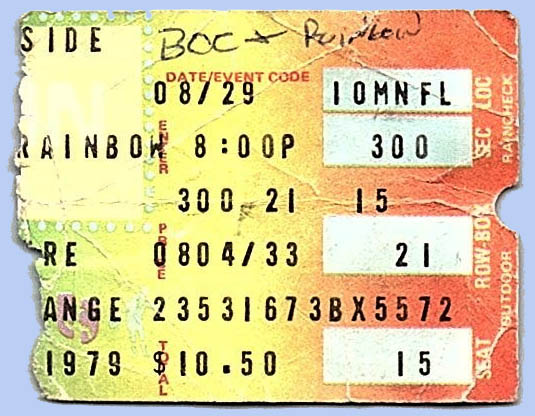 SIDE BOC + RAINBOW
DATE/EVENT CODE
08/29 10MNFL LOC
RAINBOW ENTER 8:00P 300 SEC
RAINCHECK
300 21 15
RE PRICE 0804/33 21 ROW-BOX
OUTDOOR
ANGE 23531673BX5572
1979 TOTAL $10.50 15 SEAT